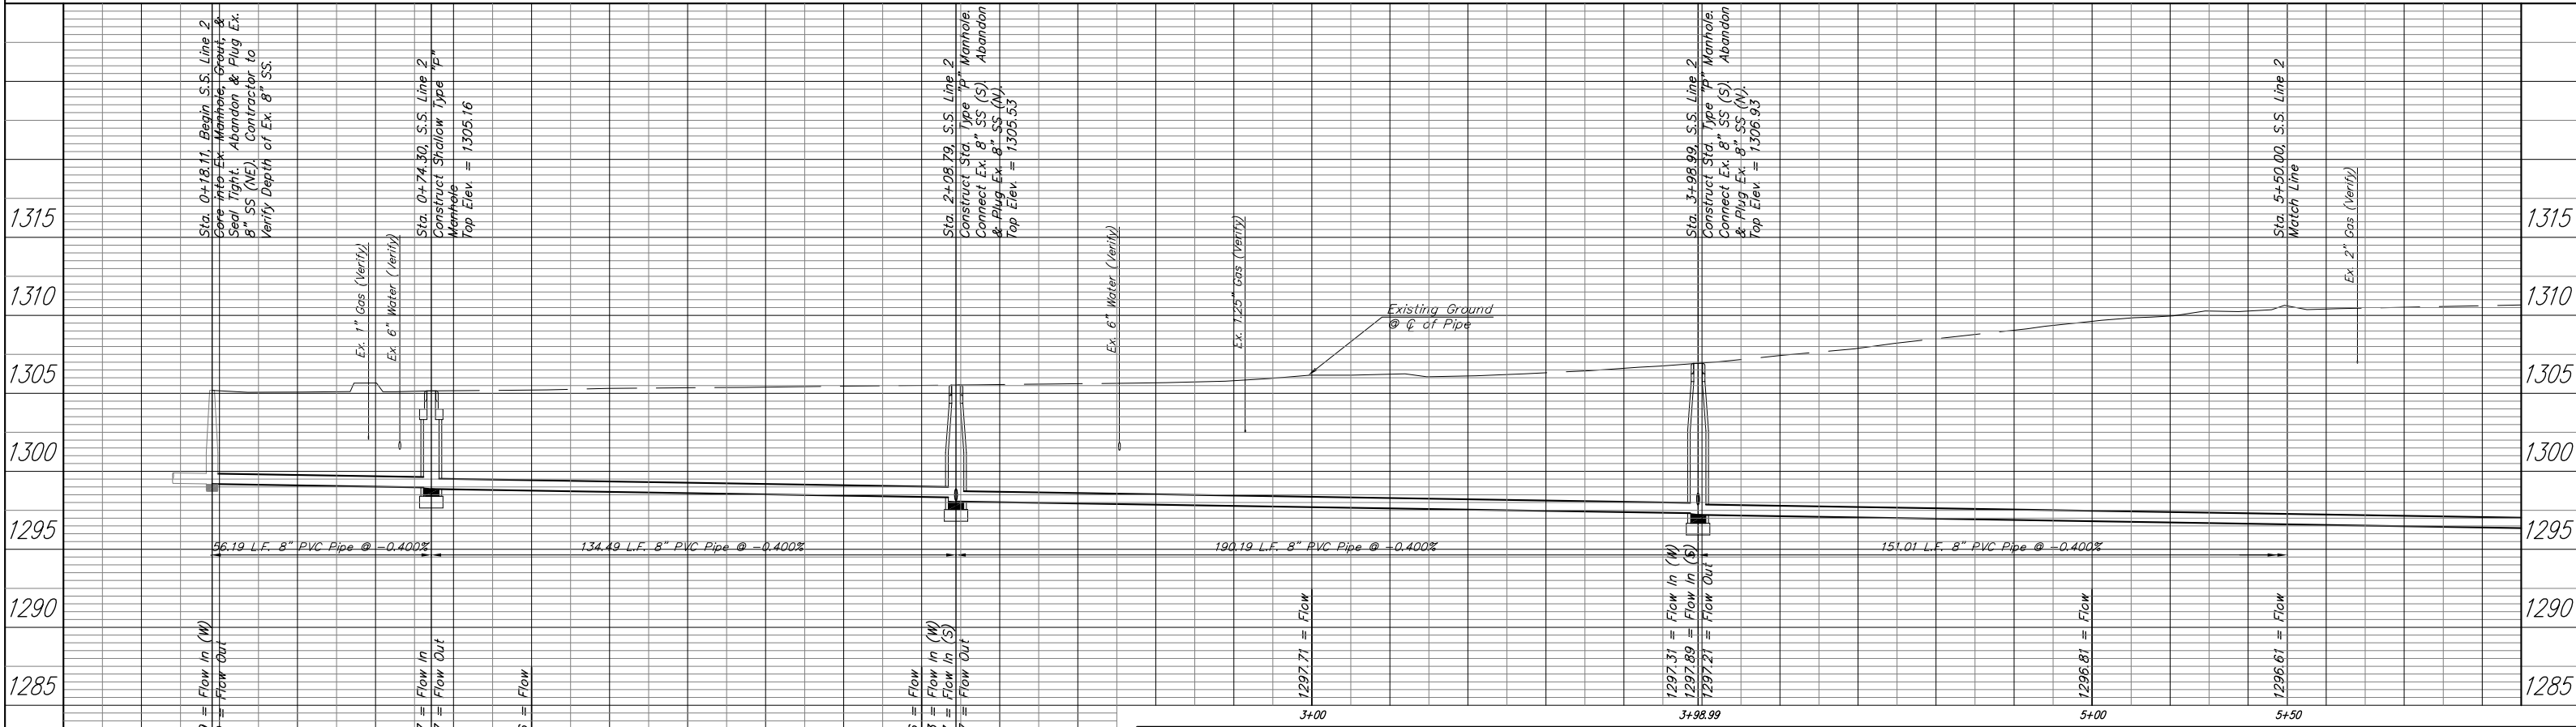 Sta. 0+18.11, Begin S.S. Line 2
Core into Ex. Manhole, Grout, &
Seal Tight. Abandon & Plug Ex.
8" SS (NE). Contractor to
Verify Depth of Ex. 8" SS.
Ex. 1" Gas (Verify)
Ex. 6" Water (Verify)
Sta. 0+74.30, S.S. Line 2
Construct Shallow Type "P"
Manhole
Top Elev. = 1305.16
Sta. 2+08.79, S.S. Line 2
Construct Std. Type "P" Manhole.
Connect Ex. 8" SS (S). Abandon
& Plug Ex. 8" SS (N).
Top Elev. = 1305.53
Ex. 6" Water (Verify)
Ex. 1.25" Gas (Verify)
Existing Ground
@ ℄ of Pipe
Sta. 3+98.99, S.S. Line 2
Construct Std. Type "P" Manhole.
Connect Ex. 8" SS (S). Abandon
& Plug Ex. 8" SS (N).
Top Elev. = 1306.93
Sta. 5+50.00, S.S. Line 2
Match Line
Ex. 2" Gas (Verify)
1315
1315
1310
1310
1305
1305
1300
1300
1295
1295
1290
1290
1285
1285
56.19 L.F. 8" PVC Pipe @ -0.400%
134.49 L.F. 8" PVC Pipe @ -0.400%
190.19 L.F. 8" PVC Pipe @ -0.400%
151.01 L.F. 8" PVC Pipe @ -0.400%
= Flow In (W)
= Flow Out
= Flow In
= Flow Out
= Flow
= Flow
= Flow In (W)
= Flow In (S)
= Flow Out
1297.71 = Flow
1297.31 = Flow In (W)
1297.89 = Flow In (S)
1297.21 = Flow Out
1296.81 = Flow
1296.61 = Flow
3+00
3+98.99
5+00
5+50